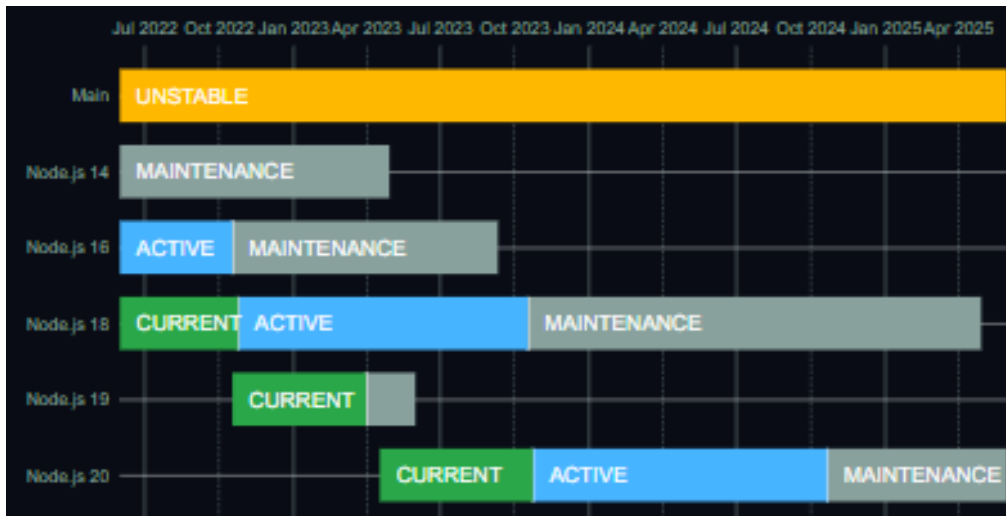 Jul 2022 Oct 2022 Jan 2023 Apr 2023 Jul 2023 Oct 2023 Jan 2024 Apr 2024 Jul 2024 Oct 2024 Jan 2025 Apr 2025
Main UNSTABLE
Node.js 14 MAINTENANCE
Node.js 16 ACTIVE MAINTENANCE
Node.js 18 CURRENT ACTIVE MAINTENANCE
Node.js 19 CURRENT
Node.js 20 CURRENT ACTIVE MAINTENANCE